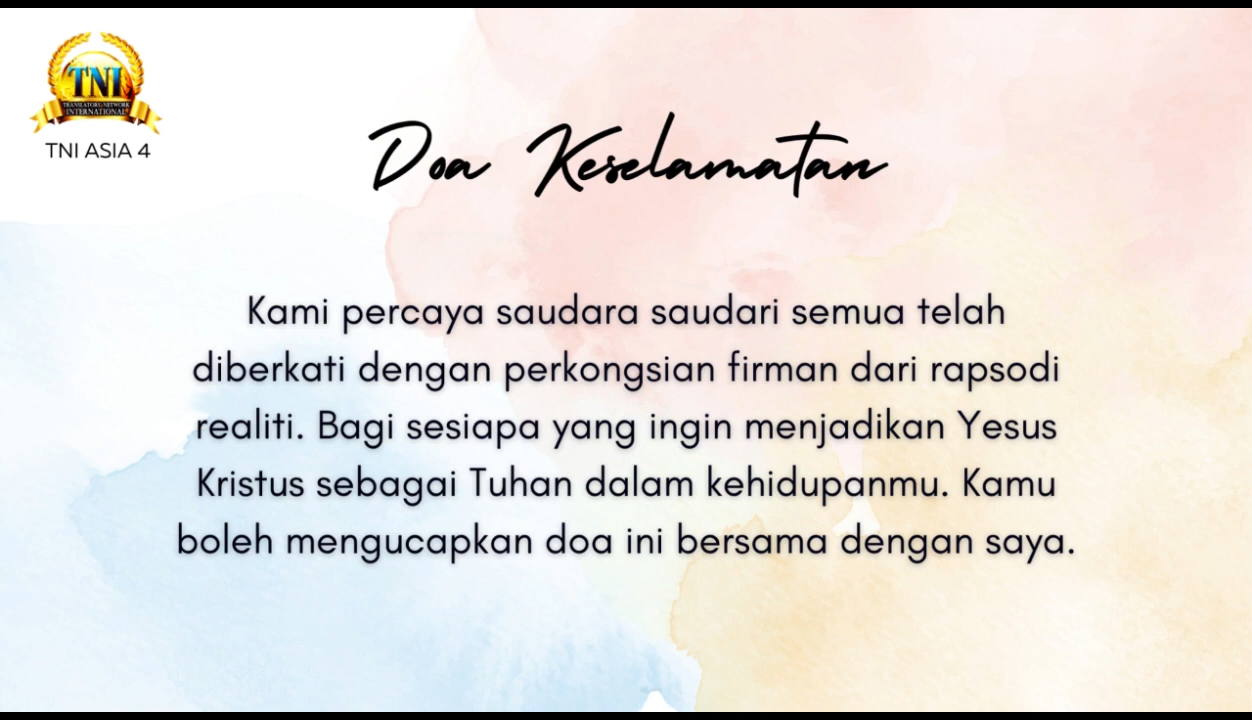 TNI
TRANSLATORS NETWORK
INTERNATIONAL
TNI ASIA 4
Doa Keselamatan
Kami percaya saudara saudari semua telah
diberkati dengan perkongsian firman dari rapsodi
realiti. Bagi sesiapa yang ingin menjadikan Yesus
Kristus sebagai Tuhan dalam kehidupanmu. Kamu
boleh mengucapkan doa ini bersama dengan saya.